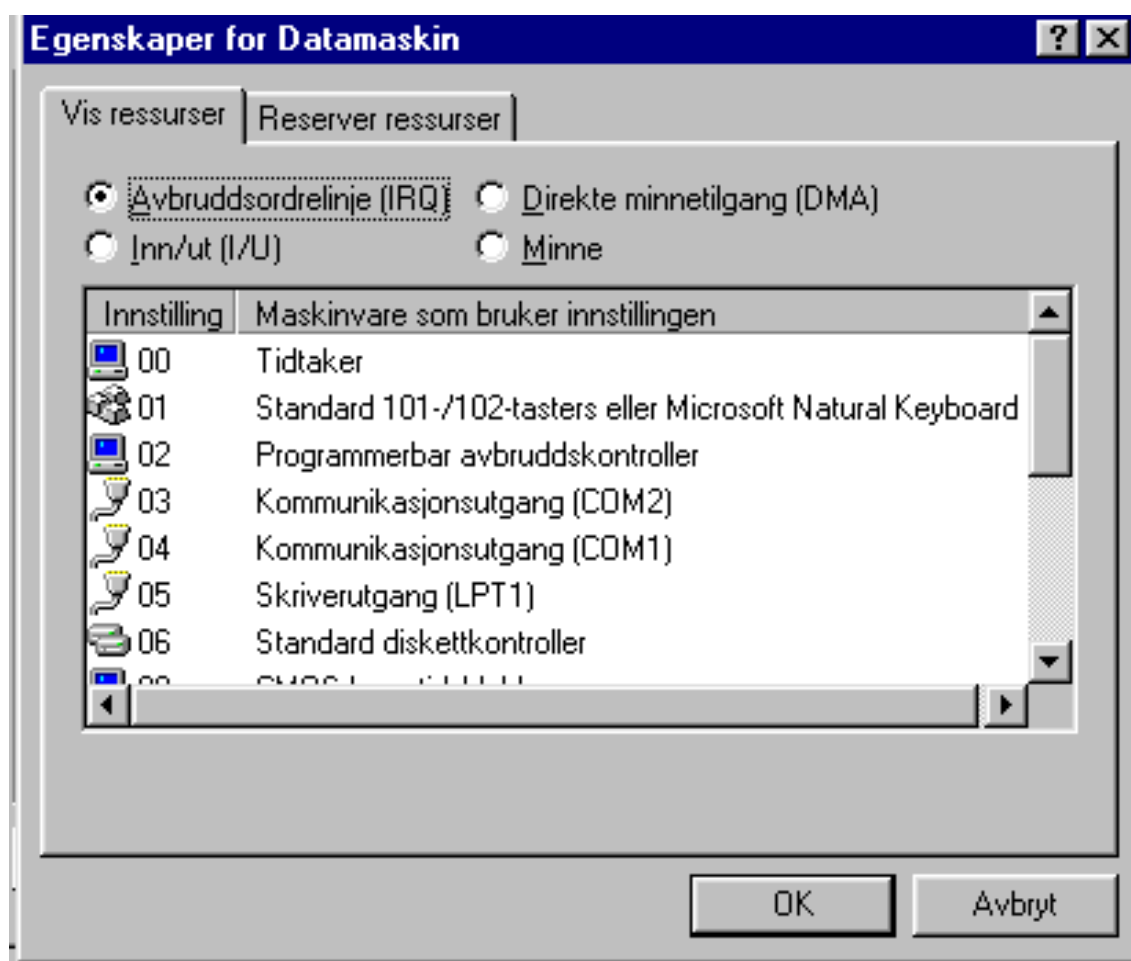 Egenskaper for Datamaskin
Vis ressurser Reserver ressurser
Avbruddsordrelinje (IRQ) Direkte minnetilgang (DMA)
Inn/ut (I/U) Minne
Innstilling Maskinvare som bruker innstillingen
00 Tidtaker
01 Standard 101-/102-tasters eller Microsoft Natural Keyboard
02 Programmerbar avbruddskontroller
03 Kommunikasjonsutgang (COM2)
04 Kommunikasjonsutgang (COM1)
05 Skriverutgang (LPT1)
06 Standard diskettkontroller
OK Avbryt